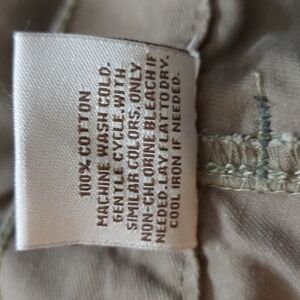 100% COTTON
MACHINE WASH COLD.
GENTLE CYCLE. WITH
SIMILAR COLORS. ONLY
NON-CHLORINE BLEACH IF
NEEDED. LAY FLAT TO DRY.
COOL IRON IF NEEDED.